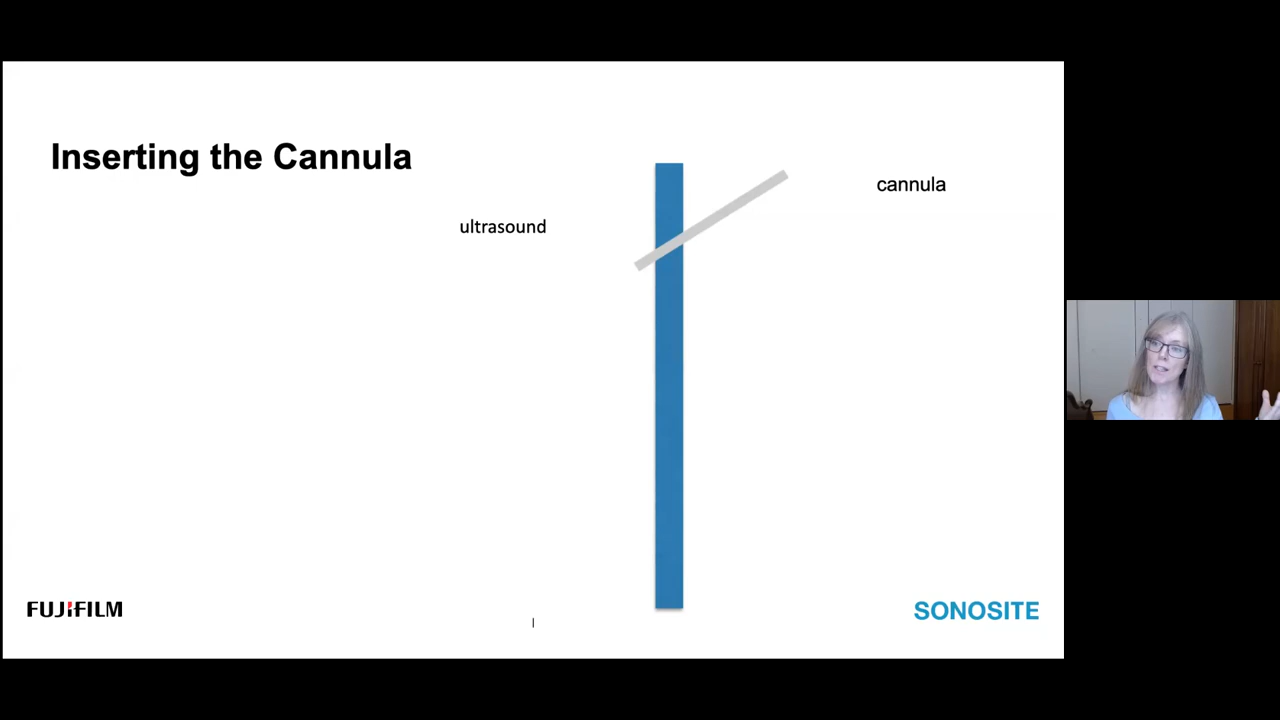 Inserting the Cannula
cannula
ultrasound
FUJIFILM
SONOSITE